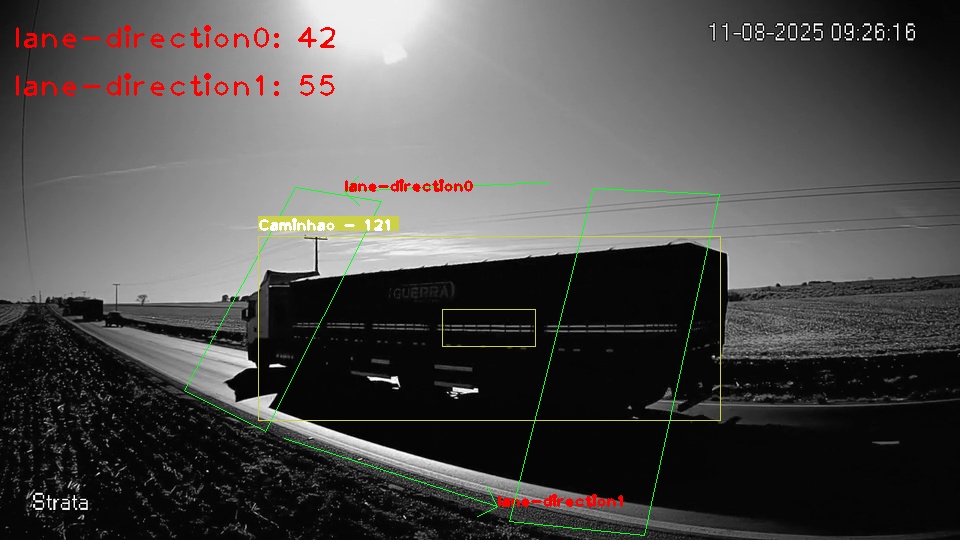 lane-direction0: 42
11-08-2025 09:26:16
lane-direction1: 55
lane-direction0
Caminhao - 121
GUERRA
lane-direction1
Strata